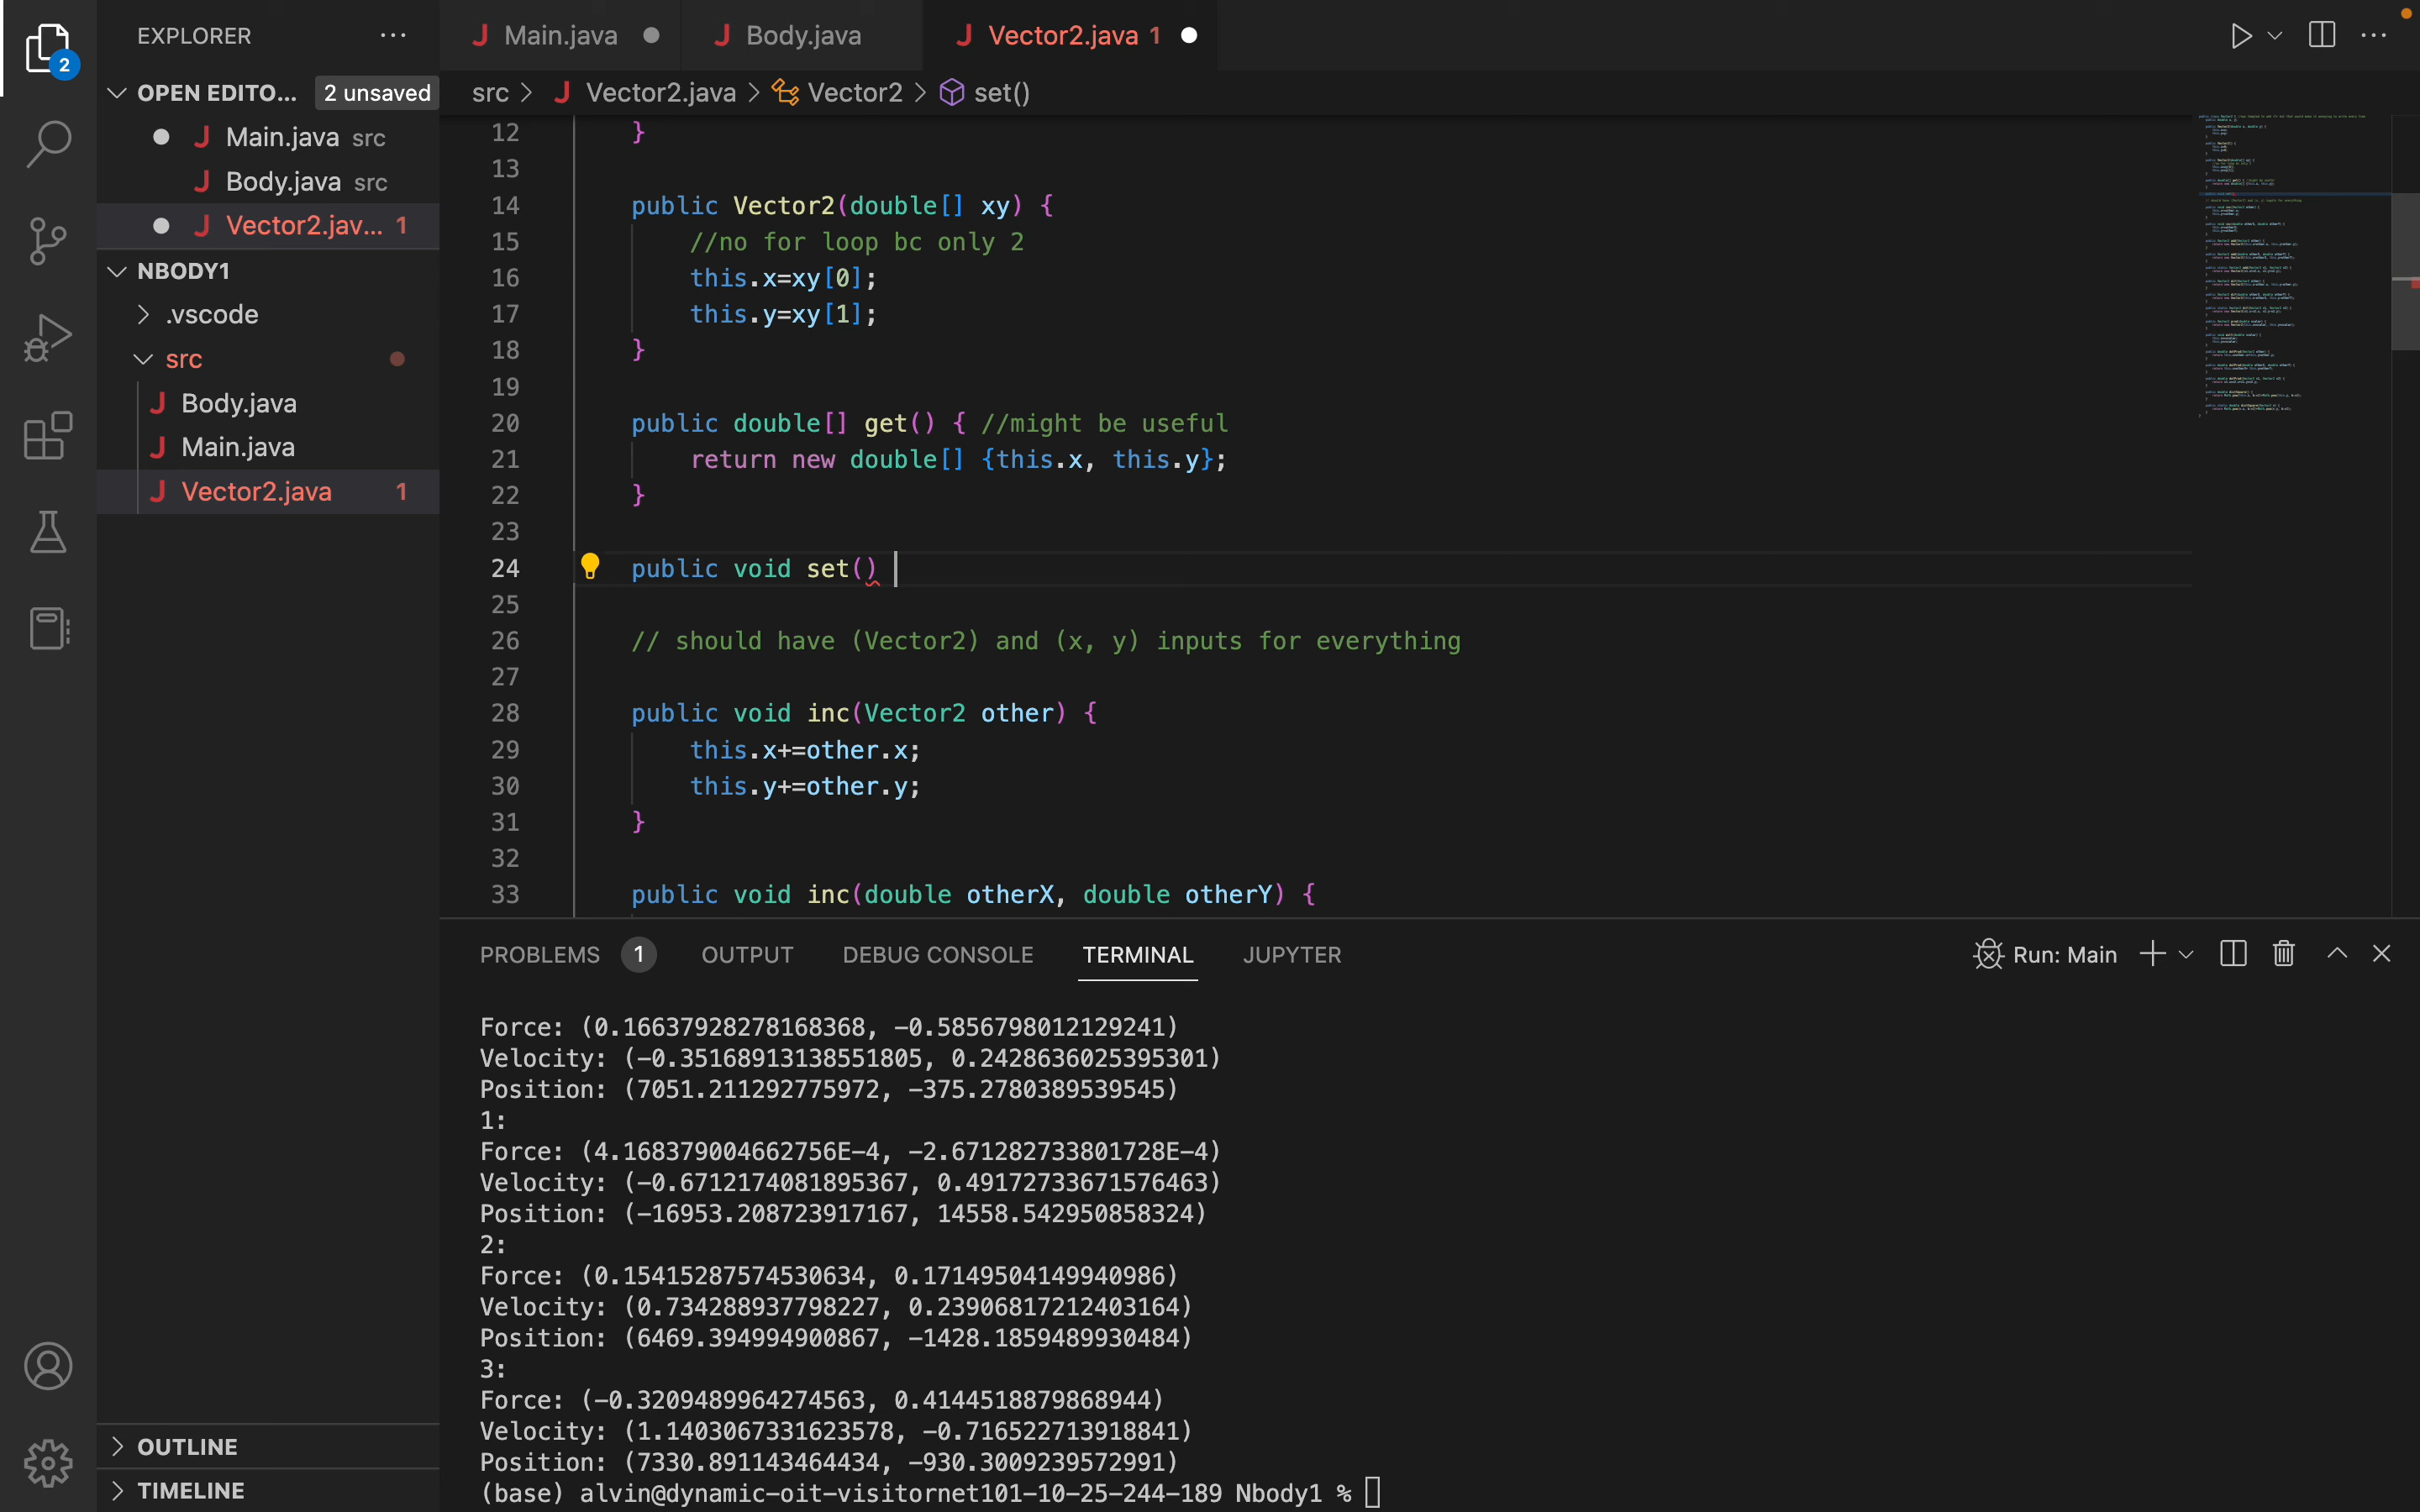 EXPLORER
OPEN EDITO... 2 unsaved
Main.java src
Body.java src
Vector2.jav... 1
NBODY1
.vscode
src
Body.java
Main.java
Vector2.java 1
OUTLINE
TIMELINE
2
Main.java Body.java Vector2.java 1
src > Vector2.java > Vector2 > set()
12 }
13
14 public Vector2(double[] xy) {
15 //no for loop bc only 2
16 this.x=xy[0];
17 this.y=xy[1];
18 }
19
20 public double[] get() { //might be useful
21 return new double[] {this.x, this.y};
22 }
23
24 public void set()
25
26 // should have (Vector2) and (x, y) inputs for everything
27
28 public void inc(Vector2 other) {
29 this.x+=other.x;
30 this.y+=other.y;
31 }
32
33 public void inc(double otherX, double otherY) {
PROBLEMS 1 OUTPUT DEBUG CONSOLE TERMINAL JUPYTER Run: Main
Force: (0.16637928278168368, -0.5856798012129241)
Velocity: (-0.35168913138551805, 0.2428636025395301)
Position: (7051.211292775972, -375.2780389539545)
1:
Force: (4.168379004662756E-4, -2.671282733801728E-4)
Velocity: (-0.6712174081895367, 0.49172733671576463)
Position: (-16953.208723917167, 14558.542950858324)
2:
Force: (0.15415287574530634, 0.17149504149940986)
Velocity: (0.734288937798227, 0.23906817212403164)
Position: (6469.394994900867, -1428.1859489930484)
3:
Force: (-0.3209489964274563, 0.4144518879868944)
Velocity: (1.1403067331623578, -0.716522713918841)
Position: (7330.891143464434, -930.3009239572991)
(base) alvin@dynamic-oit-visitornet101-10-25-244-189 Nbody1 %